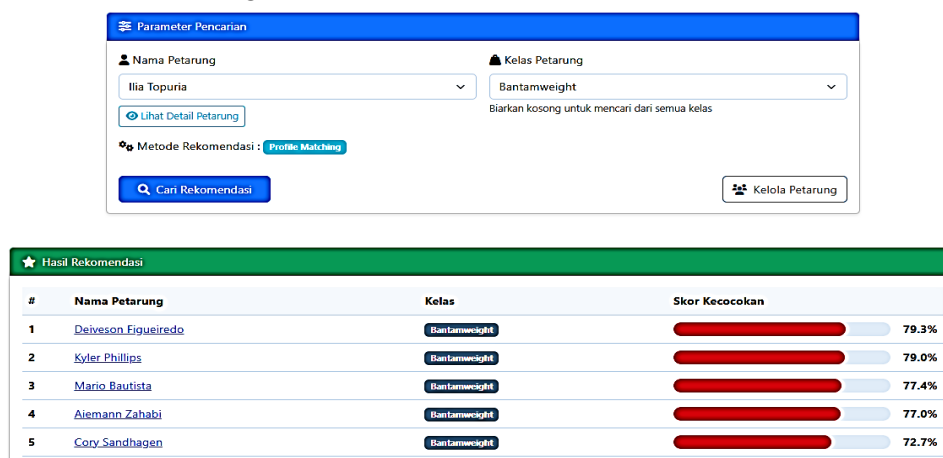 Parameter Pencarian
Nama Petarung Kelas Petarung
Ilia Topuria Bantamweight
Lihat Detail Petarung Biarkan kosong untuk mencari dari semua kelas
Metode Rekomendasi : Profile Matching
Cari Rekomendasi Kelola Petarung
Hasil Rekomendasi
# Nama Petarung Kelas Skor Kecocokan
1 Deiveson Figueiredo Bantamweight 79.3%
2 Kyler Phillips Bantamweight 79.0%
3 Mario Bautista Bantamweight 77.4%
4 Aiemann Zahabi Bantamweight 77.0%
5 Cory Sandhagen Bantamweight 72.7%